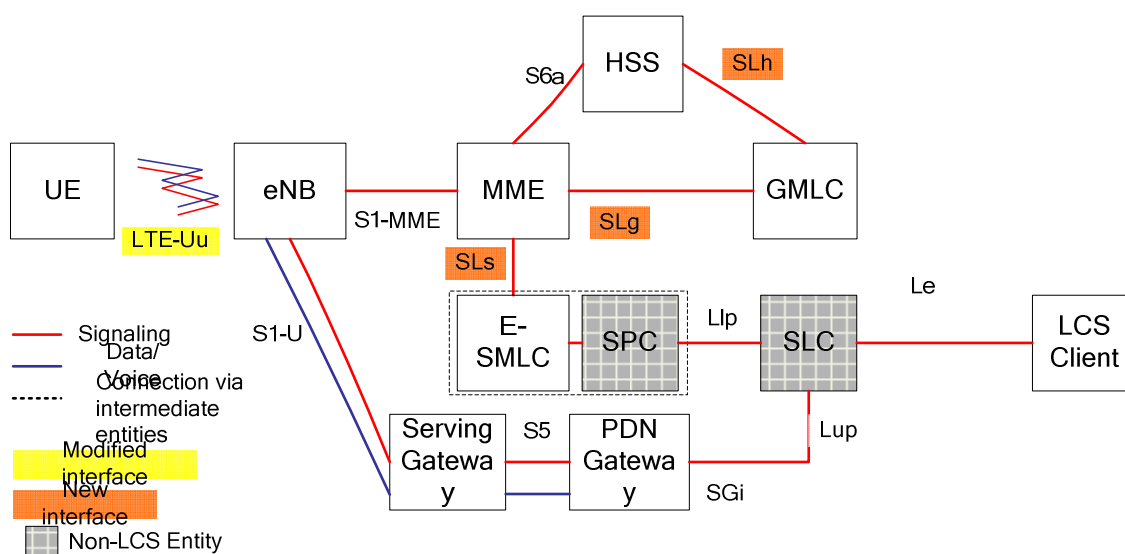 HSS
S6a
SLh
UE
eNB
MME
GMLC
S1-MME
SLg
LTE-Uu
SLs
Le
E-
SMLC
SPC
Llp
SLC
LCS
Client
Signaling
Data/
Voice
Connection via
intermediate
entities
S1-U
Serving
Gatewa
y
S5
PDN
Gatewa
y
Lup
SGi
Modified
interface
New
interface
Non-LCS Entity